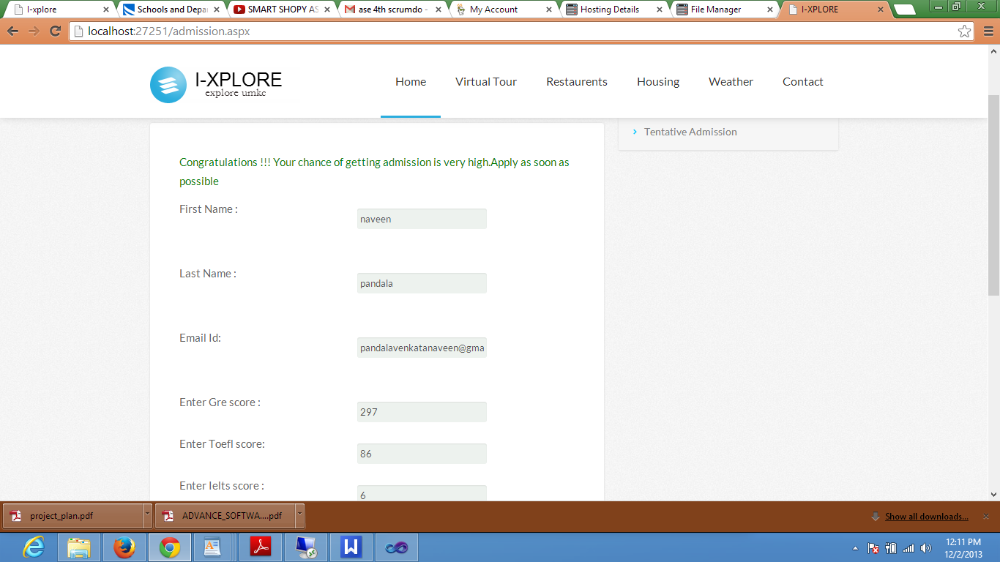 I-xplore
Schools and Depa
SMART SHOPY AS
ase 4th scrumdo -
My Account
Hosting Details
File Manager
I-XPLORE
localhost:27251/admission.aspx
I-XPLORE
explore umkc
Home
Virtual Tour
Restaurents
Housing
Weather
Contact
Tentative Admission
Congratulations !!! Your chance of getting admission is very high.Apply as soon as
possible
First Name :
naveen
Last Name :
pandala
Email Id:
pandalavenkatanaveen@gma
Enter Gre score :
297
Enter Toefl score:
86
Enter Ielts score :
6
project_plan.pdf
ADVANCE_SOFTWA....pdf
Show all downloads...
12:11 PM
12/2/2013